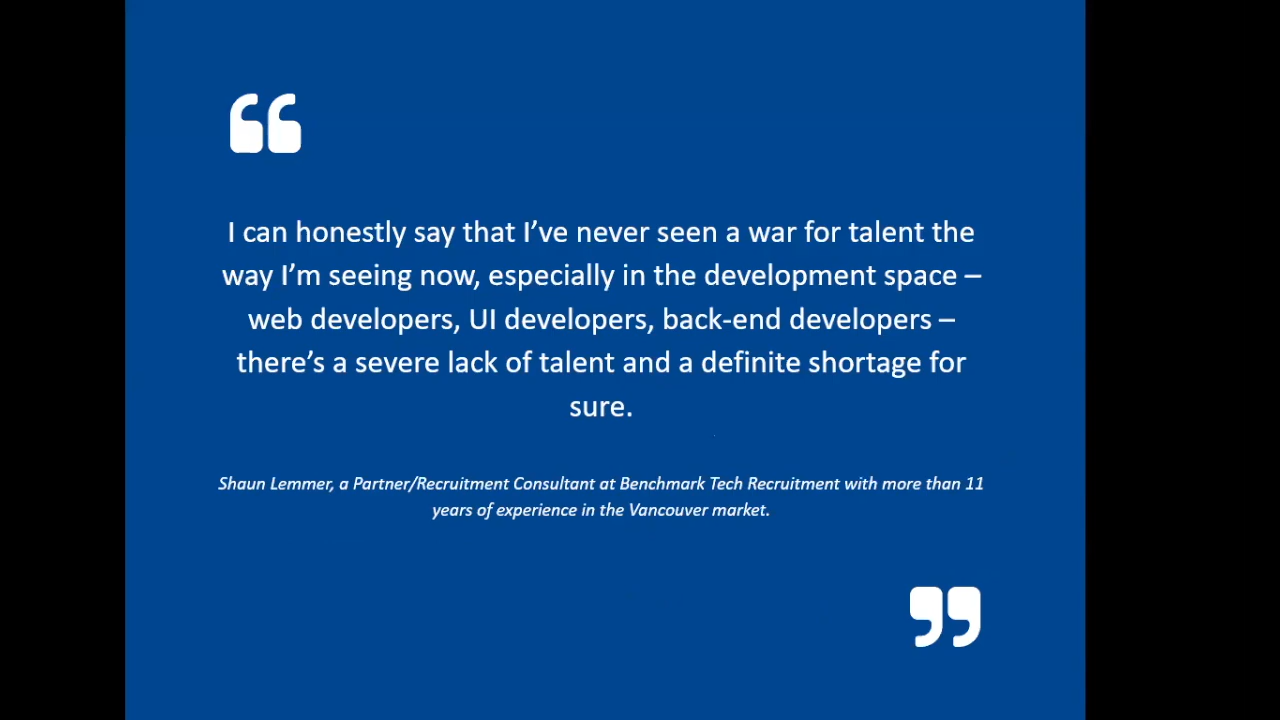 “
I can honestly say that I’ve never seen a war for talent the
way I’m seeing now, especially in the development space –
web developers, UI developers, back-end developers –
there’s a severe lack of talent and a definite shortage for
sure.
Shaun Lemmer, a Partner/Recruitment Consultant at Benchmark Tech Recruitment with more than 11
years of experience in the Vancouver market.
”